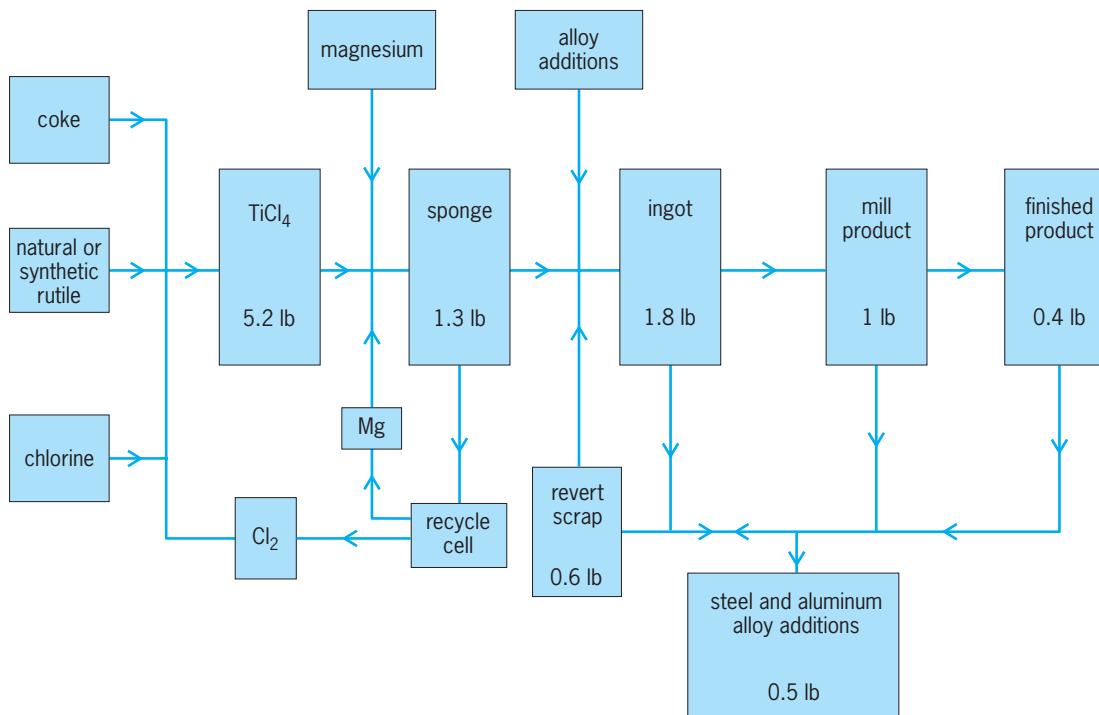 magnesium
alloy
additions
coke
TiCl₄
5.2 lb
sponge
1.3 lb
ingot
1.8 lb
mill
product
1 lb
finished
product
0.4 lb
natural or
synthetic
rutile
Mg
chlorine
Cl₂
recycle
cell
revert
scrap
0.6 lb
steel and aluminum
alloy additions
0.5 lb